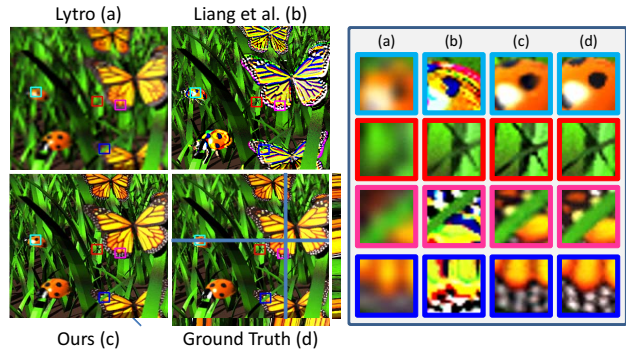 Lytro (a)
Liang et al. (b)
Ours (c)
Ground Truth (d)
(a)
(b)
(c)
(d)